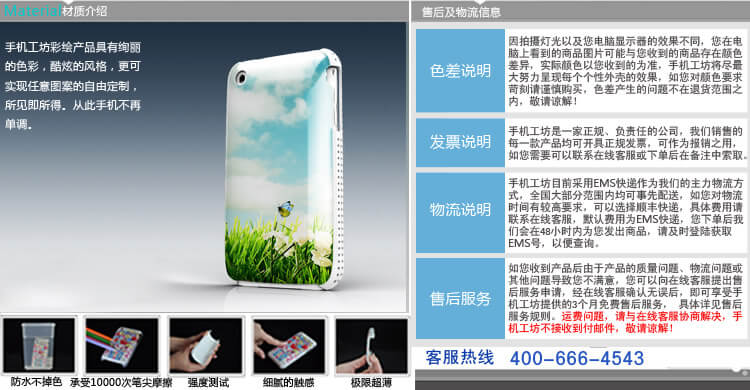 Material材质介绍
手机工坊彩绘产品具有绚丽
的色彩，酷炫的风格，更可
实现任意图案的自由定制，
所见即所得。从此手机不再
单调。
防水不掉色
承受10000次笔尖摩擦
强度测试
细腻的触感
极限超薄
售后及物流信息
色差说明
因拍摄灯光以及您电脑显示器的效果不同，您在电
脑上看到的商品图片可能与您收到的商品存在颜色
差异，实际颜色以您收到的为准，手机工坊将尽最
大努力呈现每个个性外壳的效果，如您对颜色要求
苛刻请谨慎购买，色差产生的问题不在退货范围之
内，敬请谅解！
发票说明
手机工坊是一家正规、负责任的公司，我们销售的
每一款产品均可开具正规发票，可作为报销之用，
如您需要可以联系在线客服或下单后在备注中索取。
物流说明
手机工坊目前采用EMS快递作为我们的主力物流方
式，全国大部分范围内均可事先配送，如您对物流
时间有较高要求，可以选择顺丰快递，具体费用请
联系在线客服，默认费用为EMS快递，您下单后我
们会在48小时内为您发出商品，请及时登陆获取
EMS号，以便查询。
售后服务
如您收到产品后由于产品的质量问题、物流问题或
其他问题导致您不满意，您可以向在线客服提出售
后服务申请，经在线客服确认无误后，即可享受手
机工坊提供的3个月免费售后服务， 具体详见售后
服务规则。运费问题，请与在线客服协商解决，手
机工坊不接收到付邮件，敬请谅解！
客服热线 400-666-4543